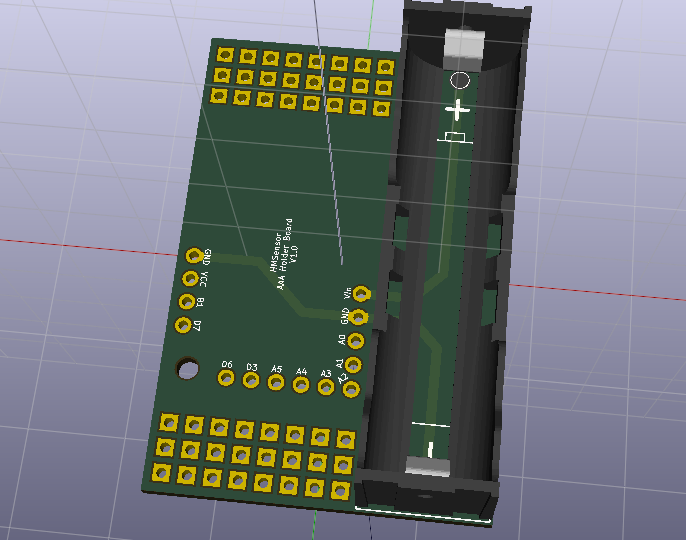 HMSensor
AAA Holder Board
V1.0
GND
VCC
B1
D7
D6
D3
A5
A4
A3
A2
A1
A0
GND
Vin
+